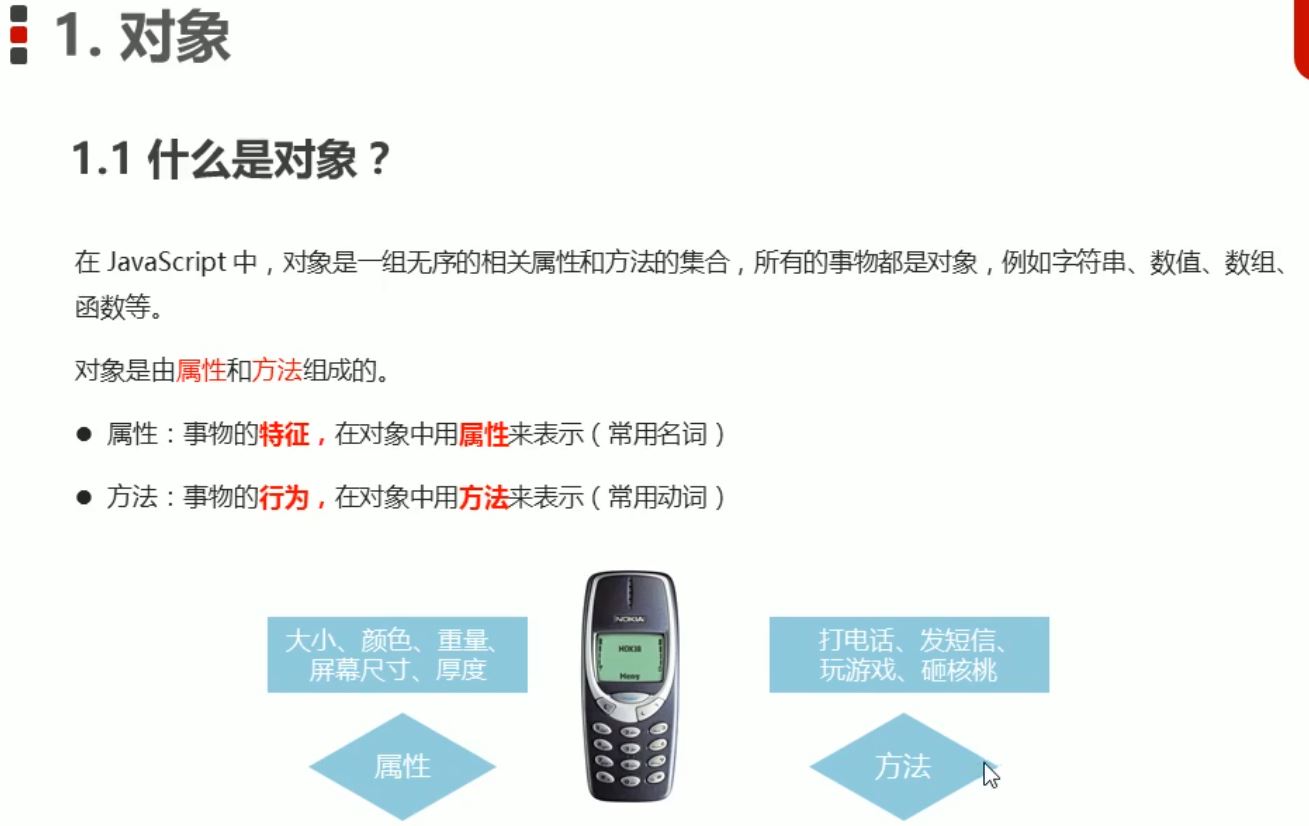 1. 对象
1.1 什么是对象？
在 JavaScript 中，对象是一组无序的相关属性和方法的集合，所有的事物都是对象，例如字符串、数值、数组、
函数等。
对象是由属性和方法组成的。
● 属性：事物的特征，在对象中用属性来表示（常用名词）
● 方法：事物的行为，在对象中用方法来表示（常用动词）
大小、颜色、重量、
屏幕尺寸、厚度
NOKIA
Menu
打电话、发短信、
玩游戏、砸核桃
属性
方法